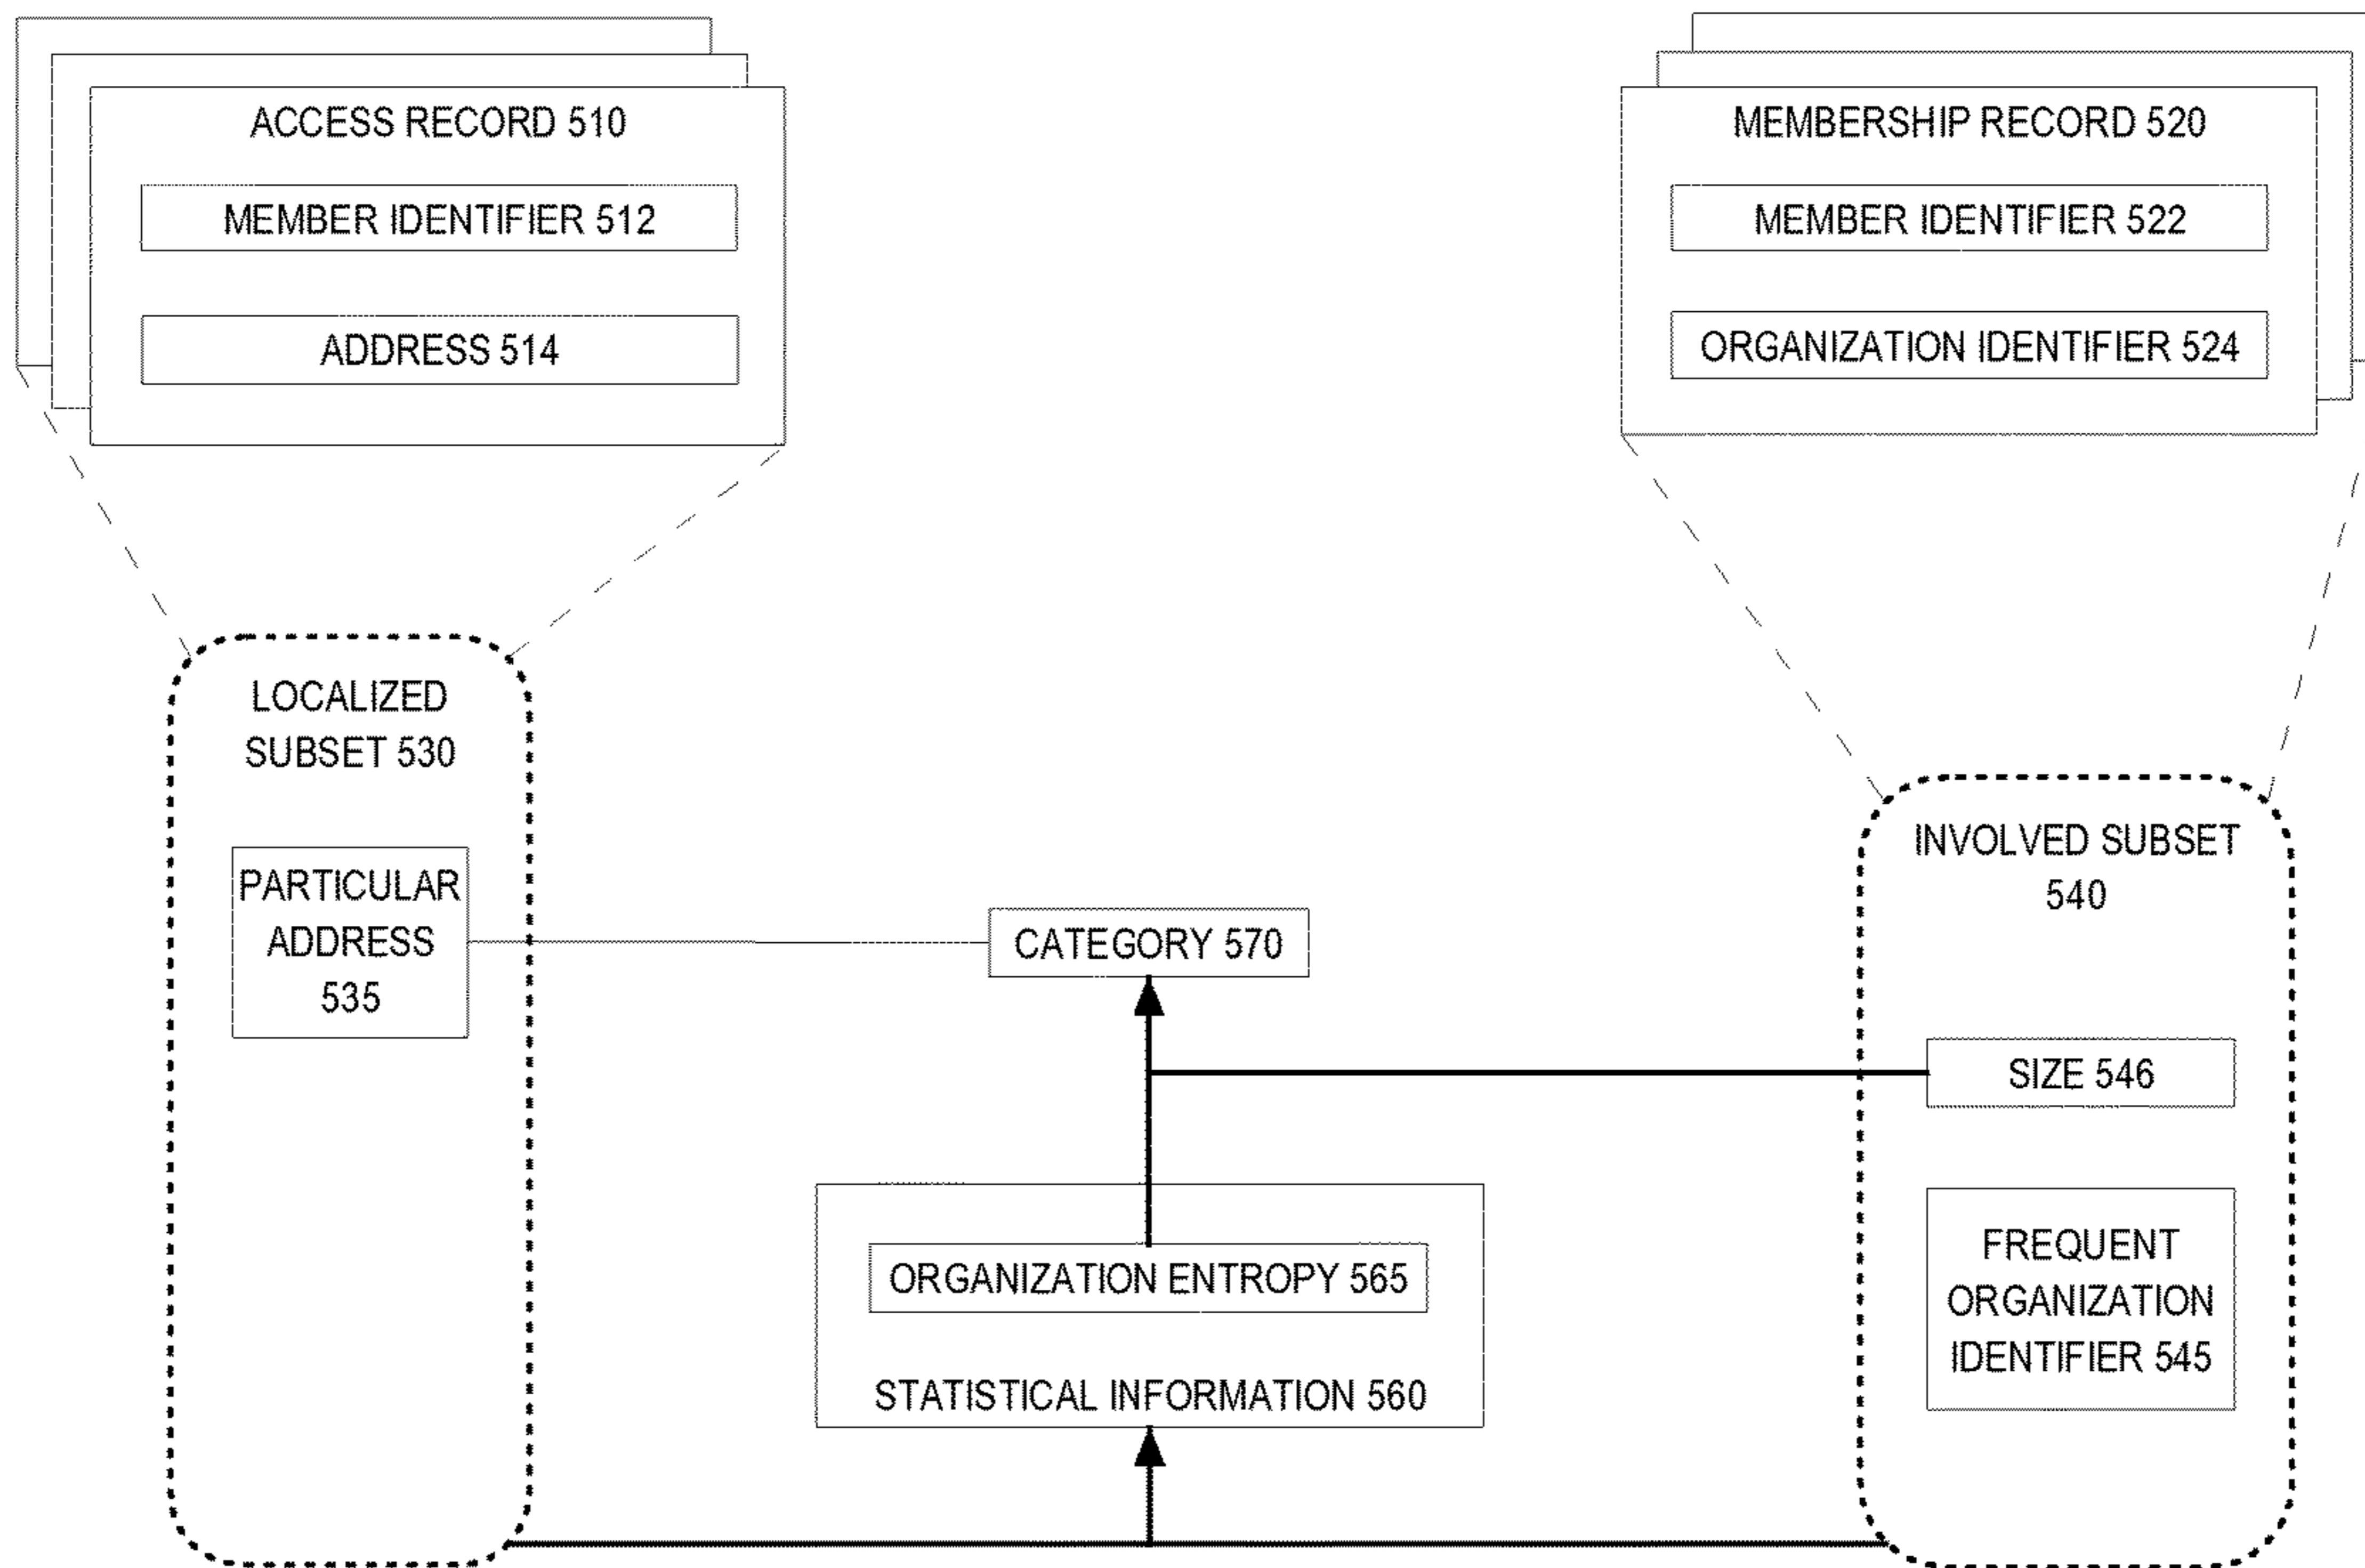 ACCESS RECORD 510
MEMBER IDENTIFIER 512
ADDRESS 514
MEMBERSHIP RECORD 520
MEMBER IDENTIFIER 522
ORGANIZATION IDENTIFIER 524
LOCALIZED
SUBSET 530
PARTICULAR
ADDRESS
535
CATEGORY 570
INVOLVED SUBSET
540
SIZE 546
FREQUENT
ORGANIZATION
IDENTIFIER 545
ORGANIZATION ENTROPY 565
STATISTICAL INFORMATION 560